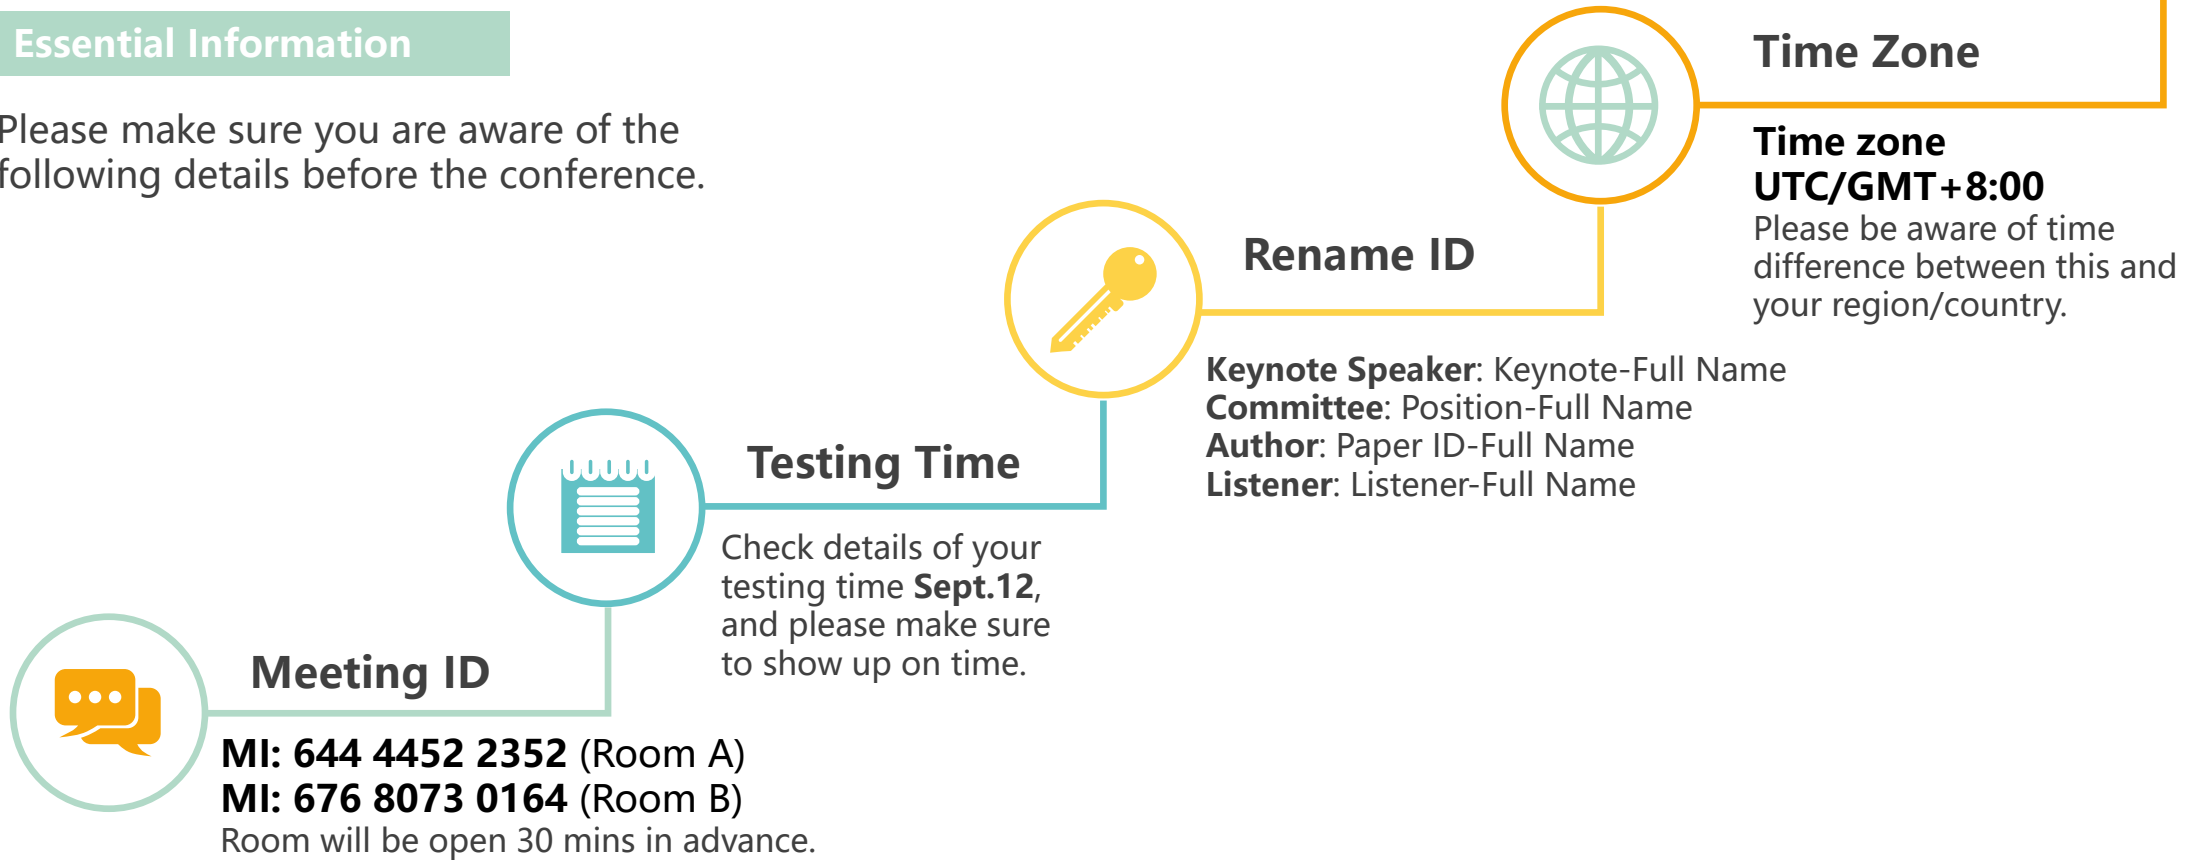 Essential Information
Please make sure you are aware of the
following details before the conference.
Time Zone
Time zone
UTC/GMT+8:00
Please be aware of time
difference between this and
your region/country.
Rename ID
Keynote Speaker: Keynote-Full Name
Committee: Position-Full Name
Author: Paper ID-Full Name
Listener: Listener-Full Name
Testing Time
Check details of your
testing time Sept.12,
and please make sure
to show up on time.
Meeting ID
MI: 644 4452 2352 (Room A)
MI: 676 8073 0164 (Room B)
Room will be open 30 mins in advance.